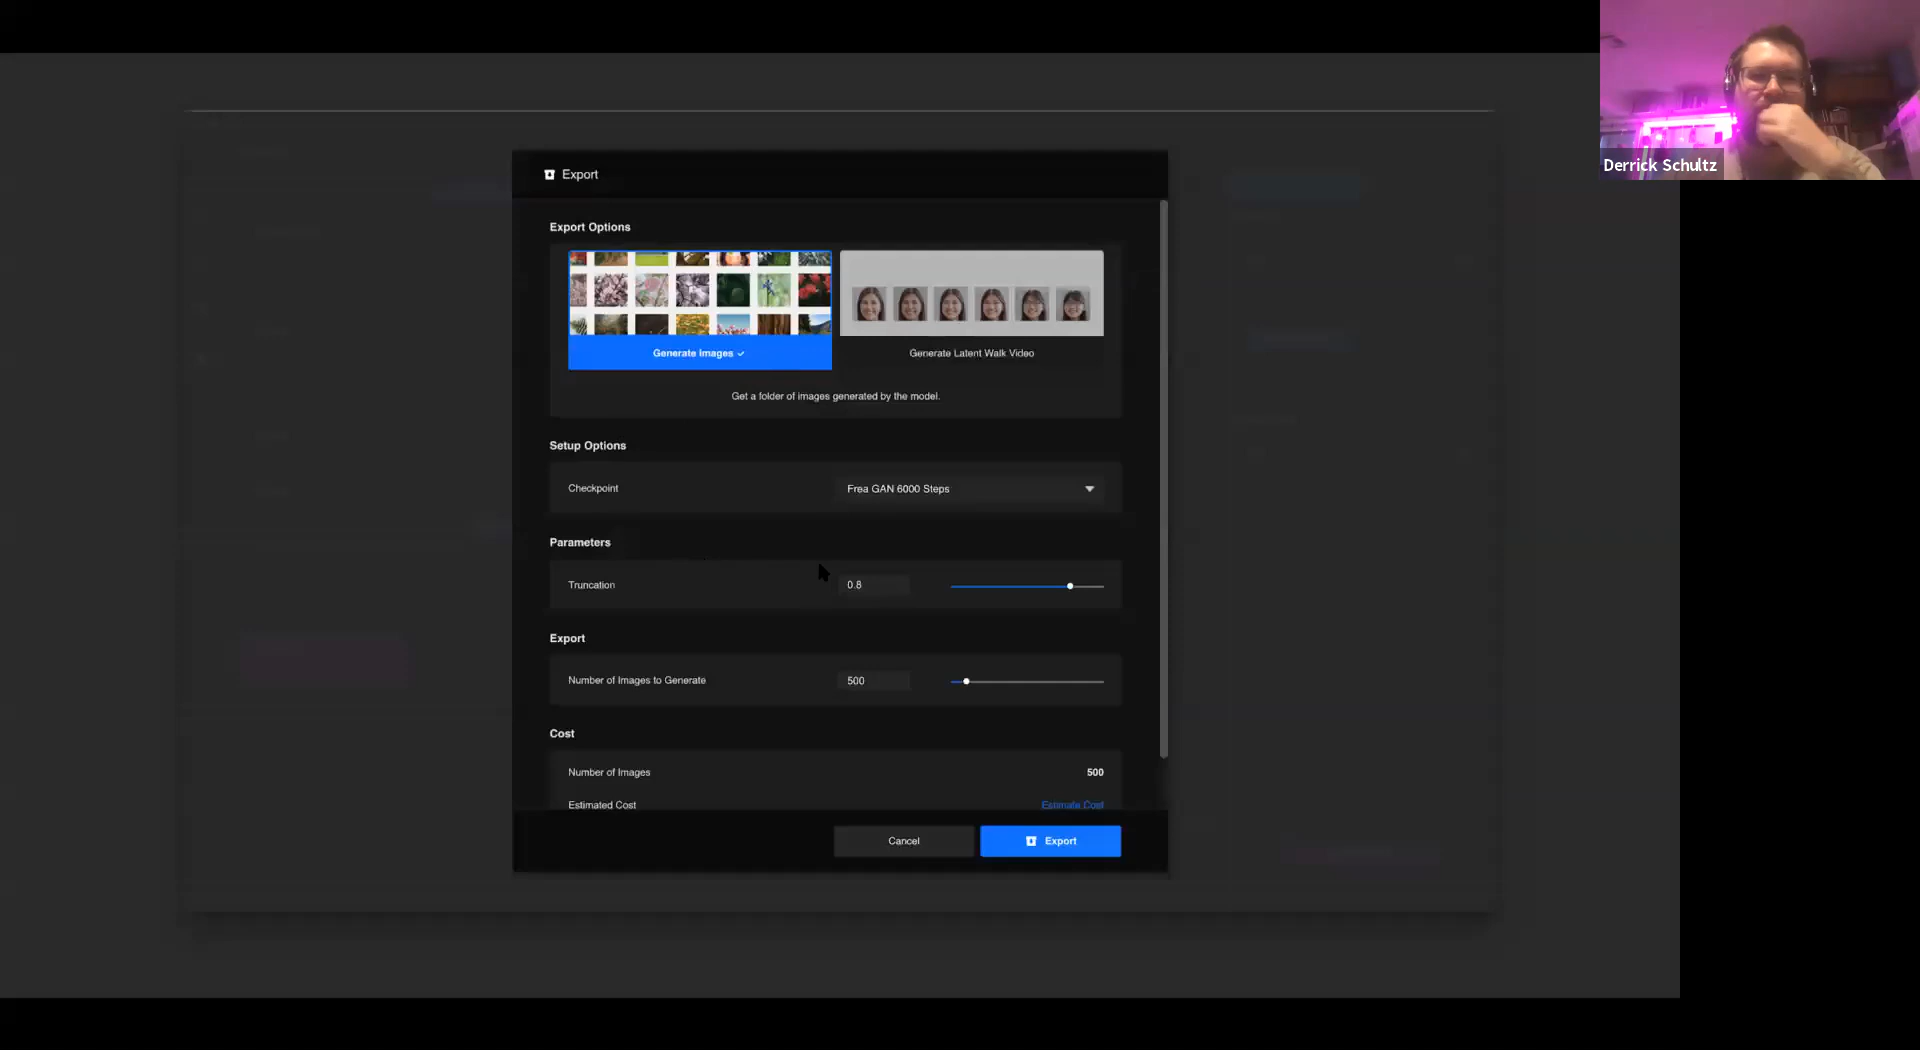 Derrick Schultz
Export
Export Options
Generate Images
Generate Latent Walk Video
Get a folder of images generated by the model.
Setup Options
Checkpoint
Frea GAN 6000 Steps
Parameters
Truncation
0.8
Export
Number of Images to Generate
500
Cost
Number of Images
500
Estimated Cost
Estimate Cost
Cancel
Export